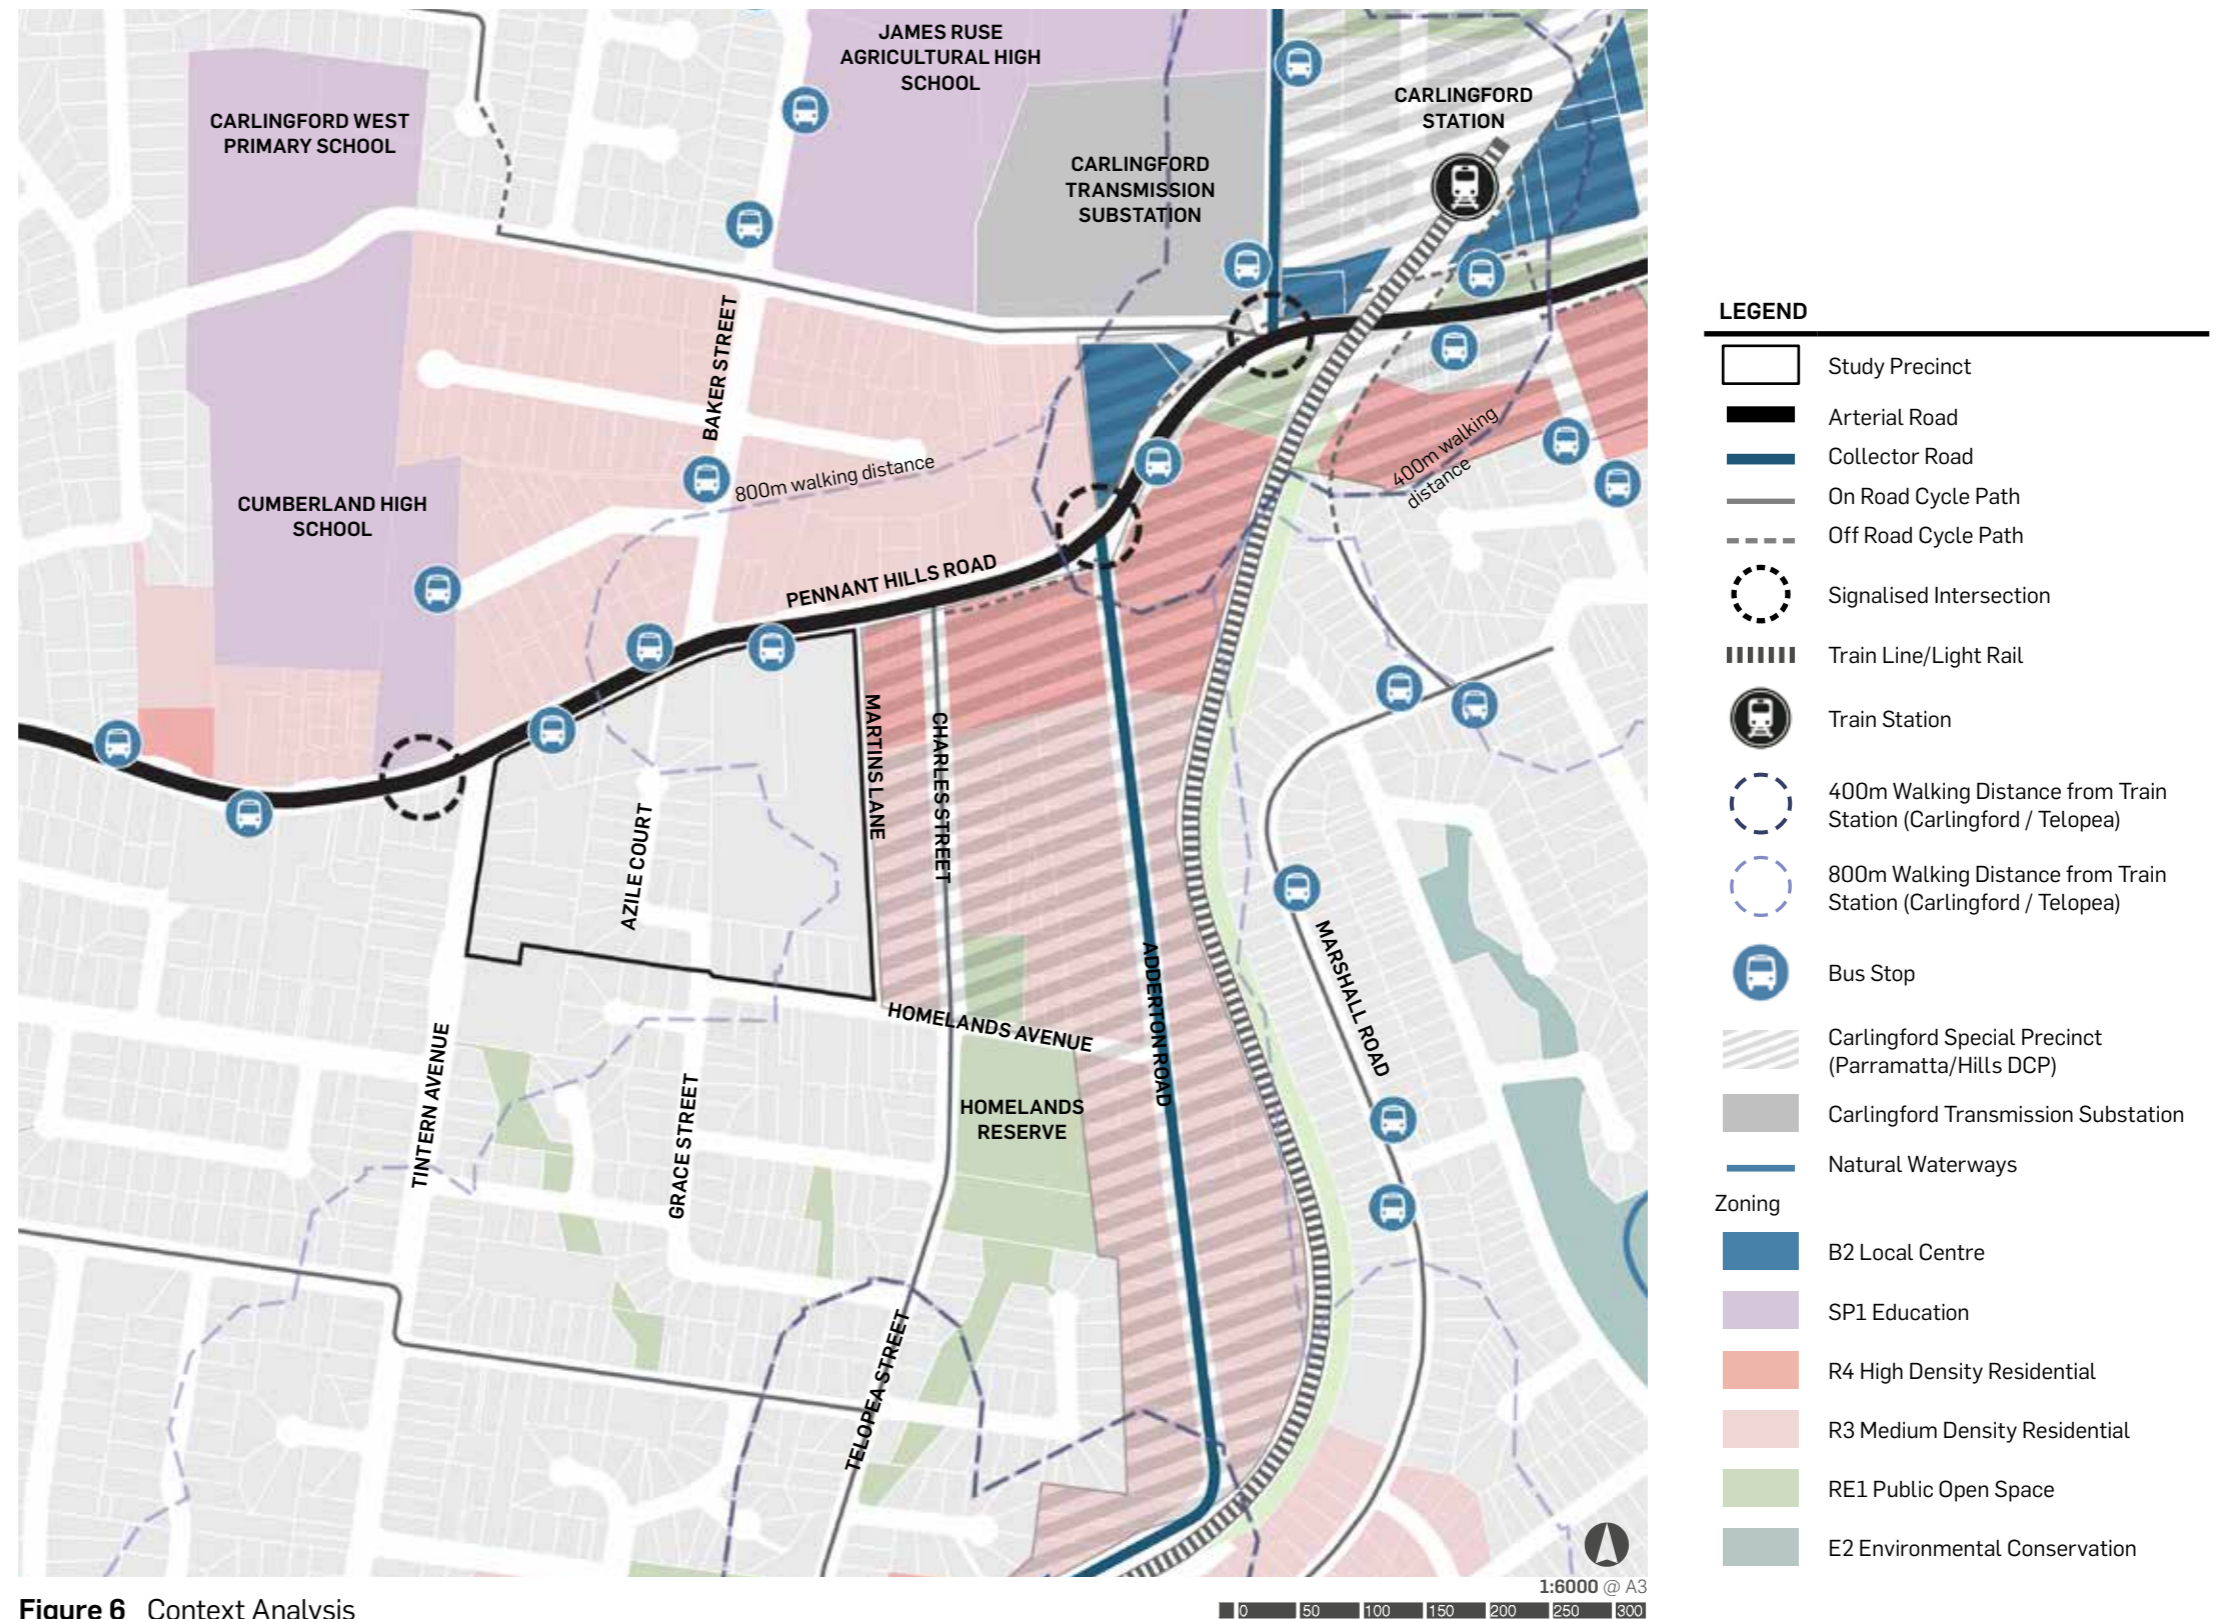 JAMES RUSE
AGRICULTURAL HIGH
SCHOOL
CARLINGFORD WEST
PRIMARY SCHOOL
CARLINGFORD
STATION
CARLINGFORD
TRANSMISSION
SUBSTATION
BAKER STREET
800m walking distance
400m walking
distance
CUMBERLAND HIGH
SCHOOL
PENNANT HILLS ROAD
MARTINS LANE
CHARLES STREET
AZILE COURT
ADDERTON ROAD
MARSHALL ROAD
HOMELANDS AVENUE
TINTERN AVENUE
GRACE STREET
HOMELANDS
RESERVE
TELOPEA STREET
LEGEND
Study Precinct
Arterial Road
Collector Road
On Road Cycle Path
Off Road Cycle Path
Signalised Intersection
Train Line/Light Rail
Train Station
400m Walking Distance from Train
Station (Carlingford / Telopea)
800m Walking Distance from Train
Station (Carlingford / Telopea)
Bus Stop
Carlingford Special Precinct
(Parramatta/Hills DCP)
Carlingford Transmission Substation
Natural Waterways
Zoning
B2 Local Centre
SP1 Education
R4 High Density Residential
R3 Medium Density Residential
RE1 Public Open Space
E2 Environmental Conservation
1:6000 @ A3
0 50 100 150 200 250 300
Figure 6 Context Analysis